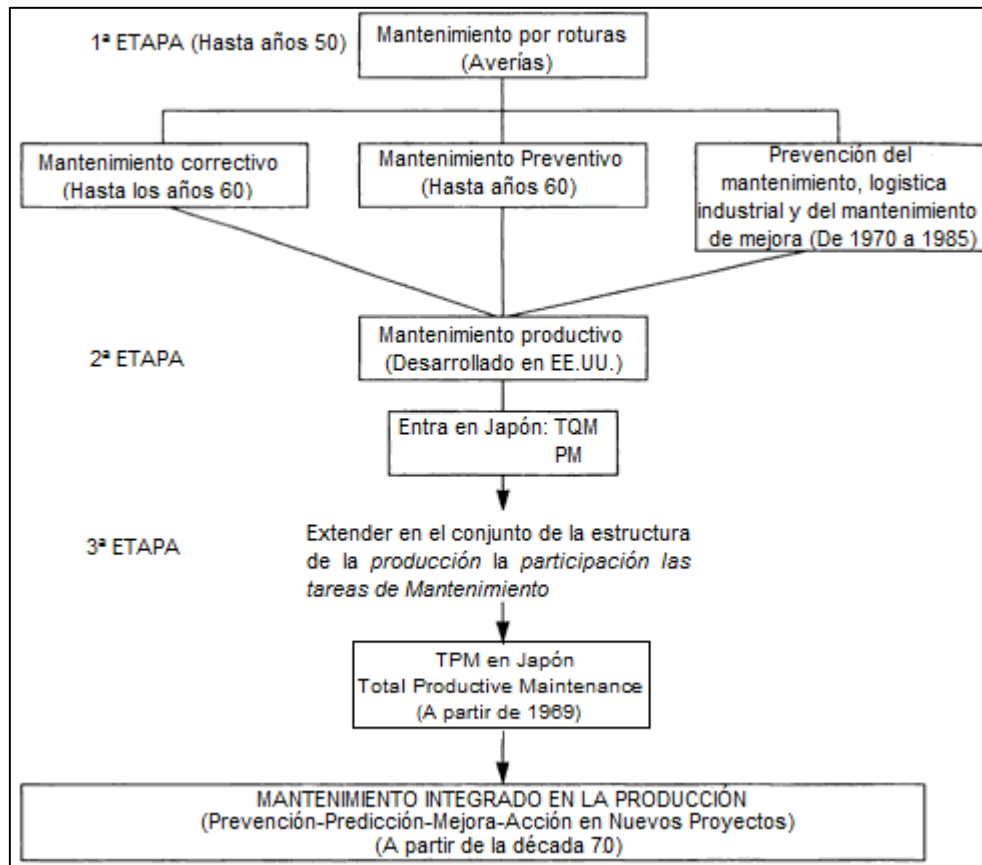 1ª ETAPA (Hasta años 50)
Mantenimiento por roturas
(Averías)
Mantenimiento correctivo
(Hasta los años 60)
Mantenimiento Preventivo
(Hasta años 60)
Prevención del
mantenimiento, logistica
industrial y del mantenimiento
de mejora (De 1970 a 1985)
2ª ETAPA
Mantenimiento productivo
(Desarrollado en EE.UU.)
Entra en Japón: TQM
PM
3ª ETAPA
Extender en el conjunto de la estructura
de la producción la participación las
tareas de Mantenimiento
TPM en Japón
Total Productive Maintenance
(A partir de 1969)
MANTENIMIENTO INTEGRADO EN LA PRODUCCIÓN
(Prevención-Predicción-Mejora-Acción en Nuevos Proyectos)
(A partir de la década 70)